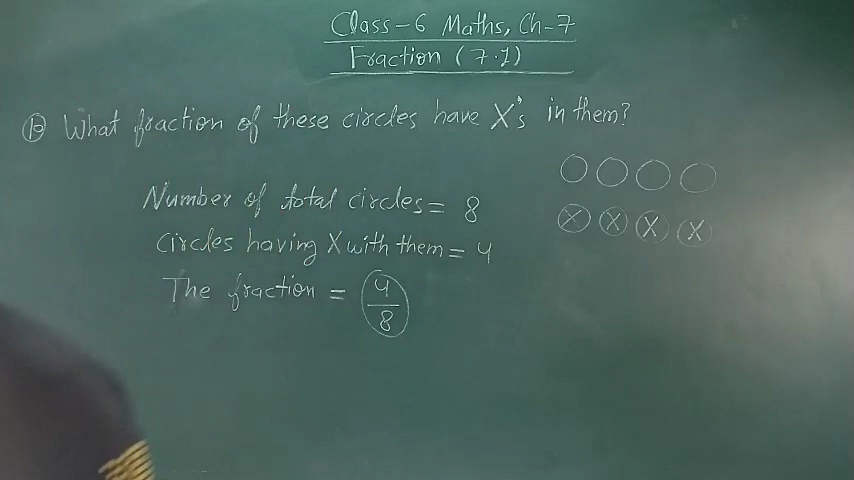 Class-6 Maths, Ch-7
Fraction (7.1)
10 What fraction of these circles have X's in them?
Number of total circles = 8
Circles having X with them = 4
The fraction = 4/8
X X X X